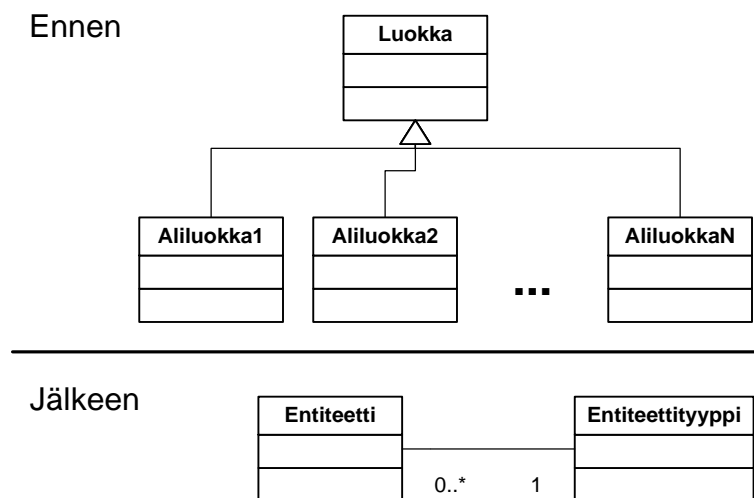 Ennen
Luokka
Aliluokka1 Aliluokka2 ... AliluokkaN
Jälkeen
Entiteetti Entiteettityyppi
0..* 1